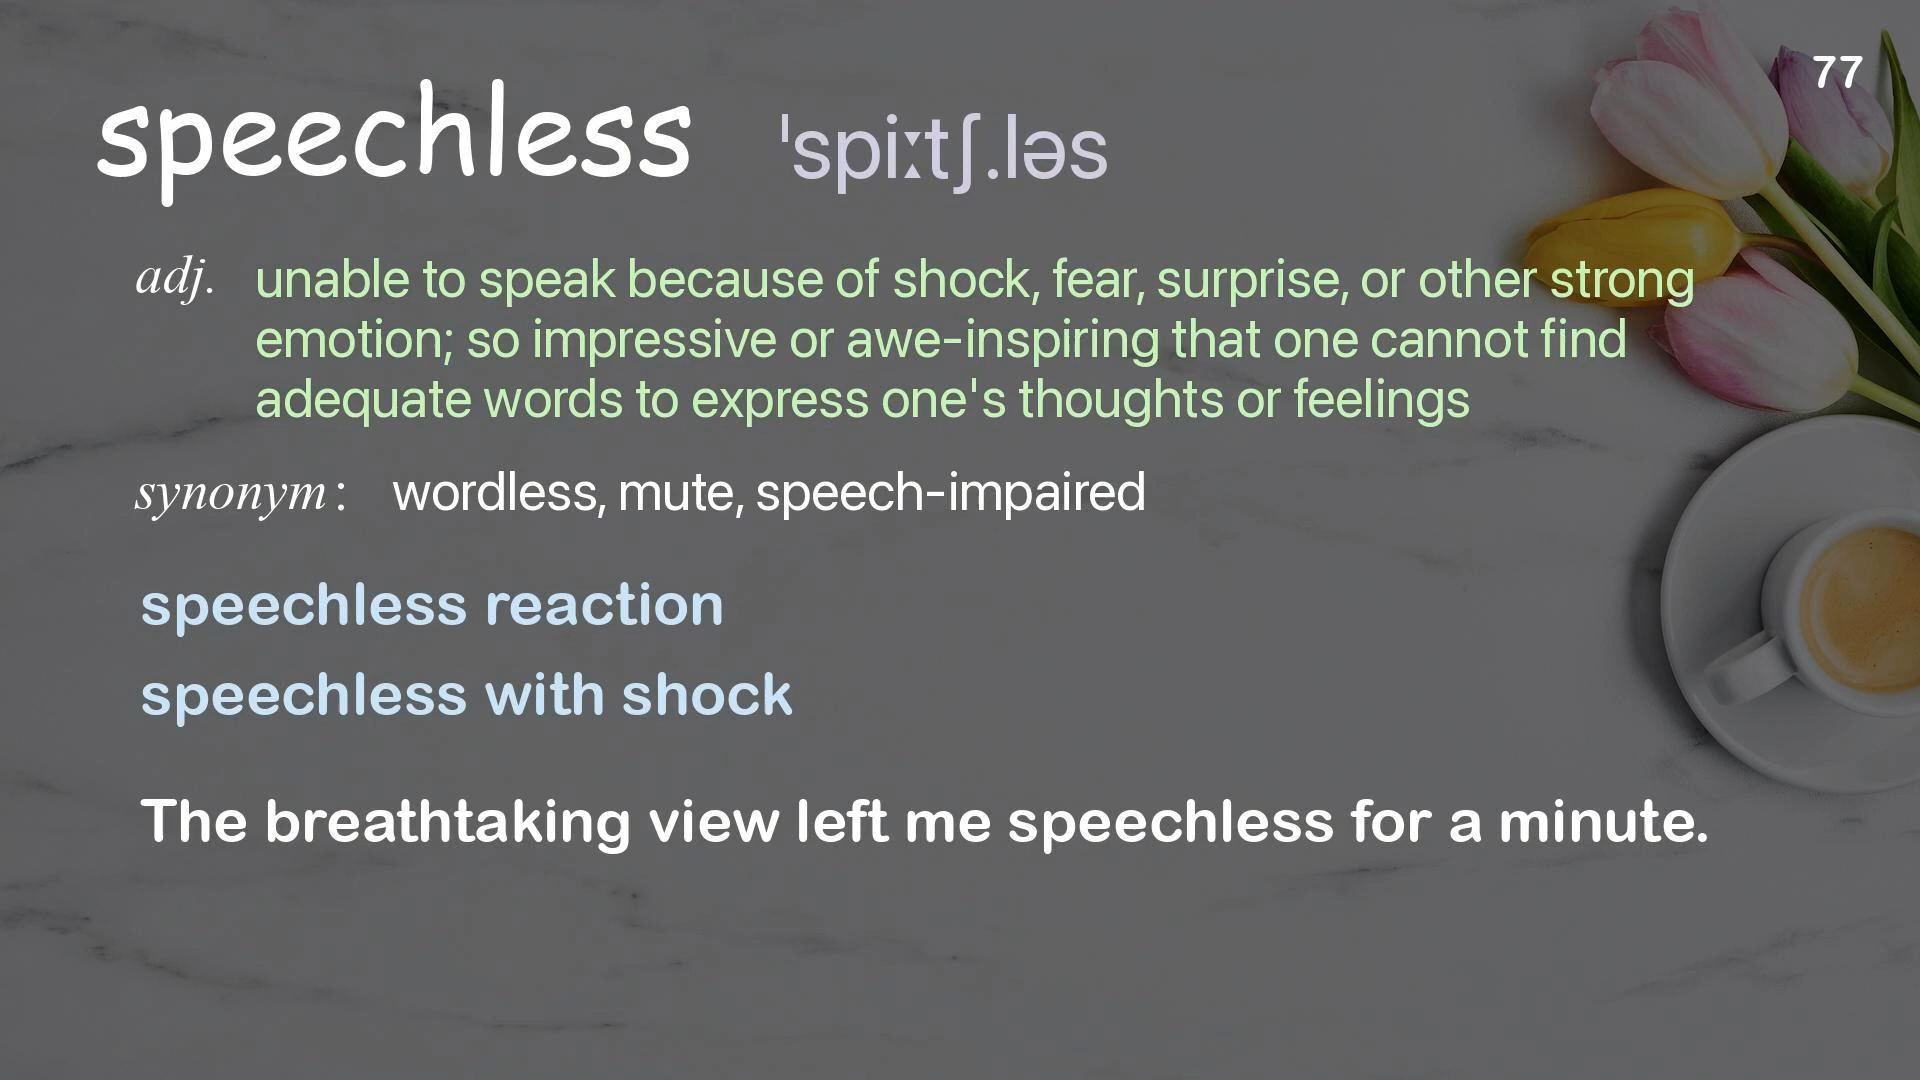 77
speechless ˈspiːtʃ.ləs
adj. unable to speak because of shock, fear, surprise, or other strong
emotion; so impressive or awe-inspiring that one cannot find
adequate words to express one's thoughts or feelings
synonym: wordless, mute, speech-impaired
speechless reaction
speechless with shock
The breathtaking view left me speechless for a minute.